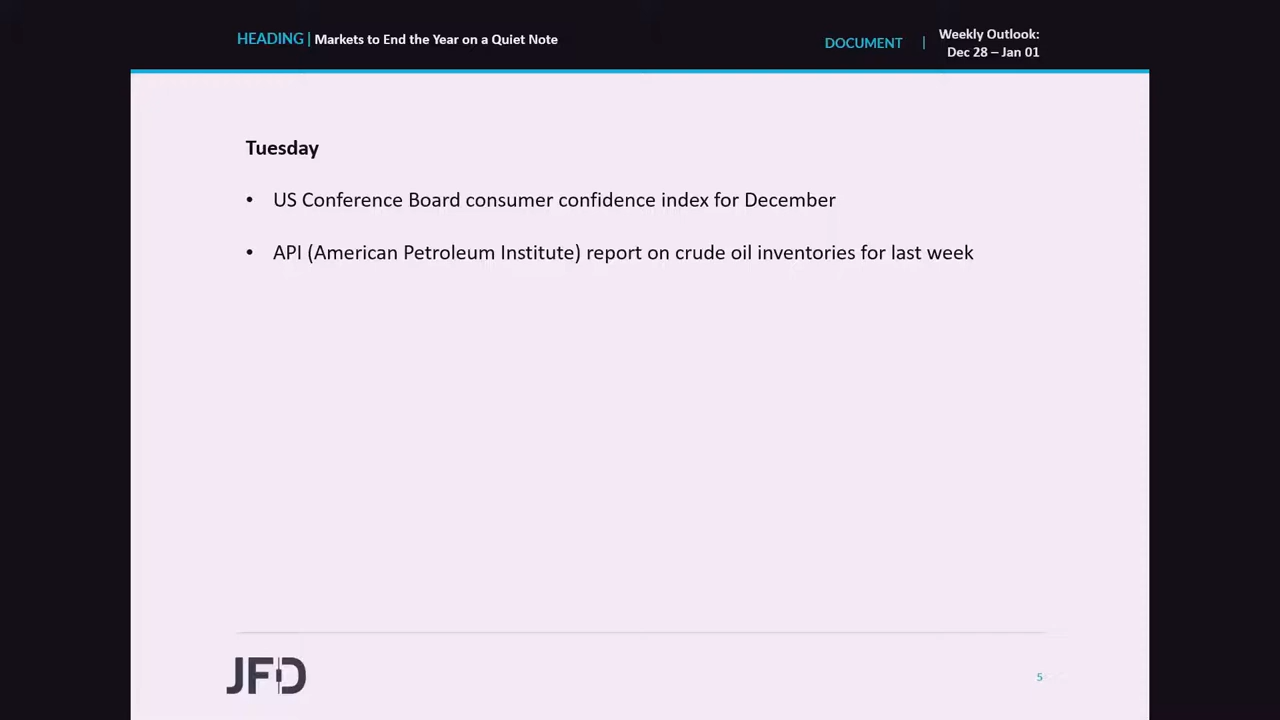 HEADING | Markets to End the Year on a Quiet Note
DOCUMENT | Weekly Outlook:
Dec 28 – Jan 01
Tuesday
• US Conference Board consumer confidence index for December
• API (American Petroleum Institute) report on crude oil inventories for last week
JFD
5